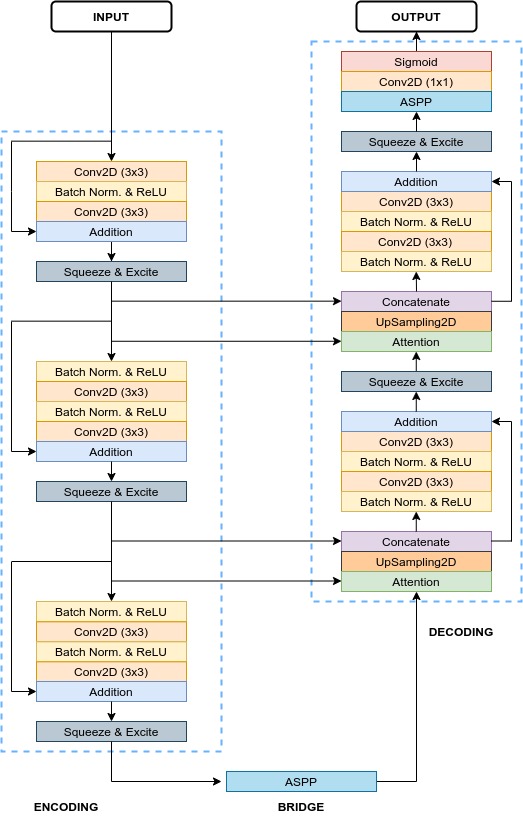 INPUT
Conv2D (3x3)
Batch Norm. & ReLU
Conv2D (3x3)
Addition
Squeeze & Excite
Batch Norm. & ReLU
Conv2D (3x3)
Batch Norm. & ReLU
Conv2D (3x3)
Addition
Squeeze & Excite
Batch Norm. & ReLU
Conv2D (3x3)
Batch Norm. & ReLU
Conv2D (3x3)
Addition
Squeeze & Excite
ENCODING
ASPP
BRIDGE
OUTPUT
Sigmoid
Conv2D (1x1)
ASPP
Squeeze & Excite
Addition
Conv2D (3x3)
Batch Norm. & ReLU
Conv2D (3x3)
Batch Norm. & ReLU
Concatenate
UpSampling2D
Attention
Squeeze & Excite
Addition
Conv2D (3x3)
Batch Norm. & ReLU
Conv2D (3x3)
Batch Norm. & ReLU
Concatenate
UpSampling2D
Attention
DECODING